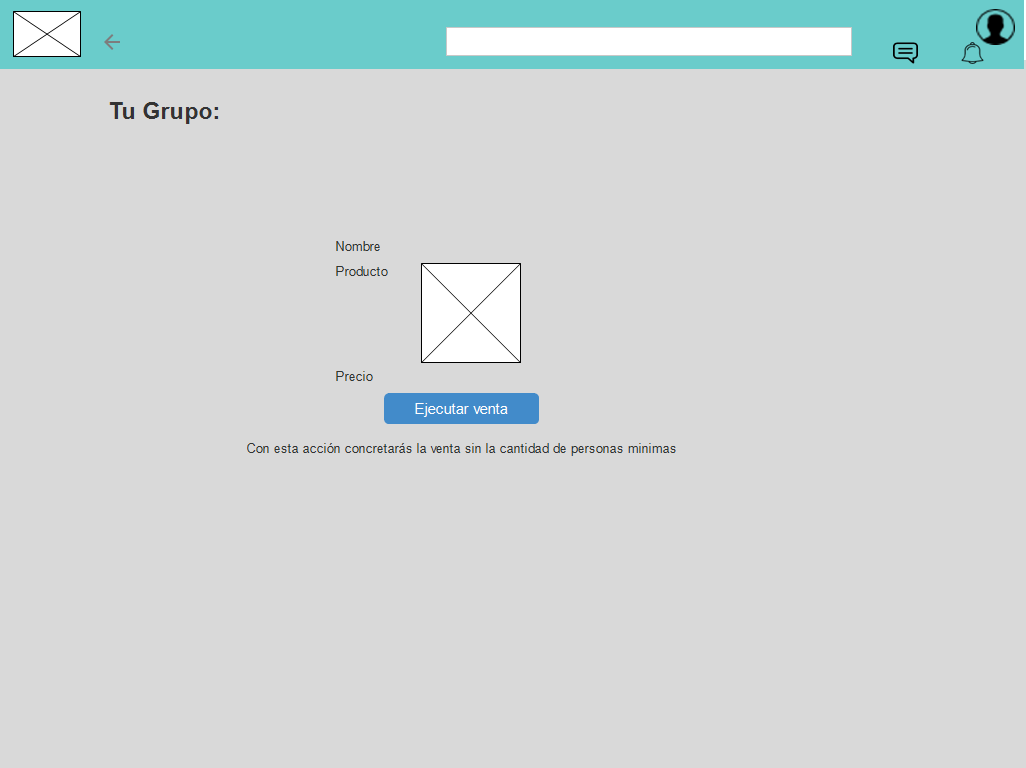 Tu Grupo:
Nombre
Producto
Precio
Ejecutar venta
Con esta acción concretarás la venta sin la cantidad de personas minimas